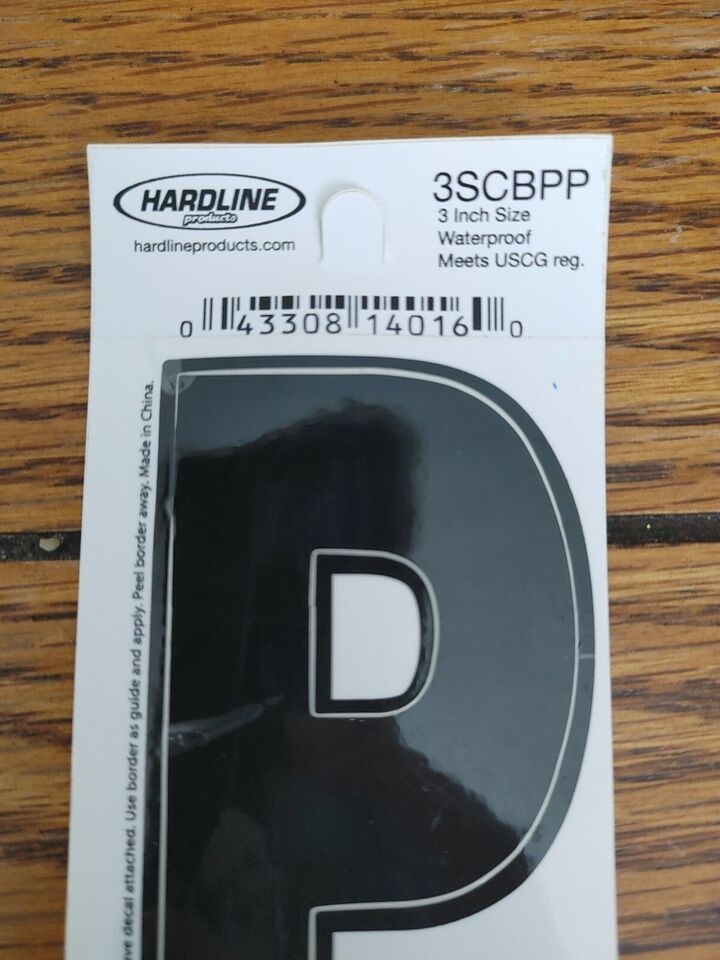 HARDLINE
products
hardlineproducts.com
3SCBPP
3 Inch Size
Waterproof
Meets USCG reg.
0 43308 14016 0
decal attached. Use border as guide and apply. Peel border away. Made in China.
P